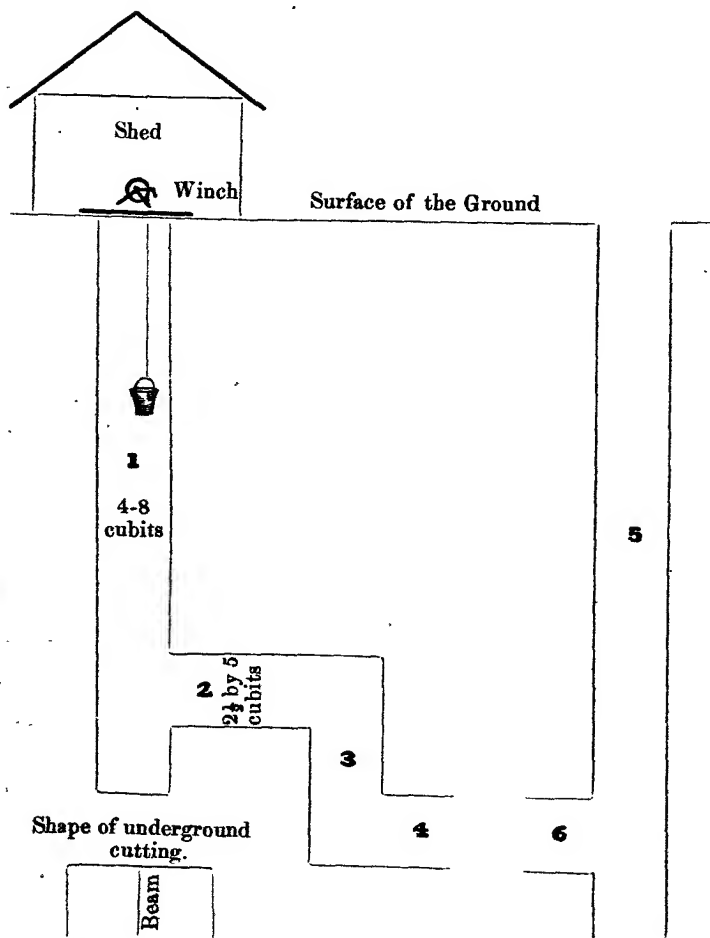 Shed
Winch
Surface of the Ground
1
4-8
cubits
5
2
2½ by 5
cubits
3
4
6
Shape of underground
cutting.
Beam